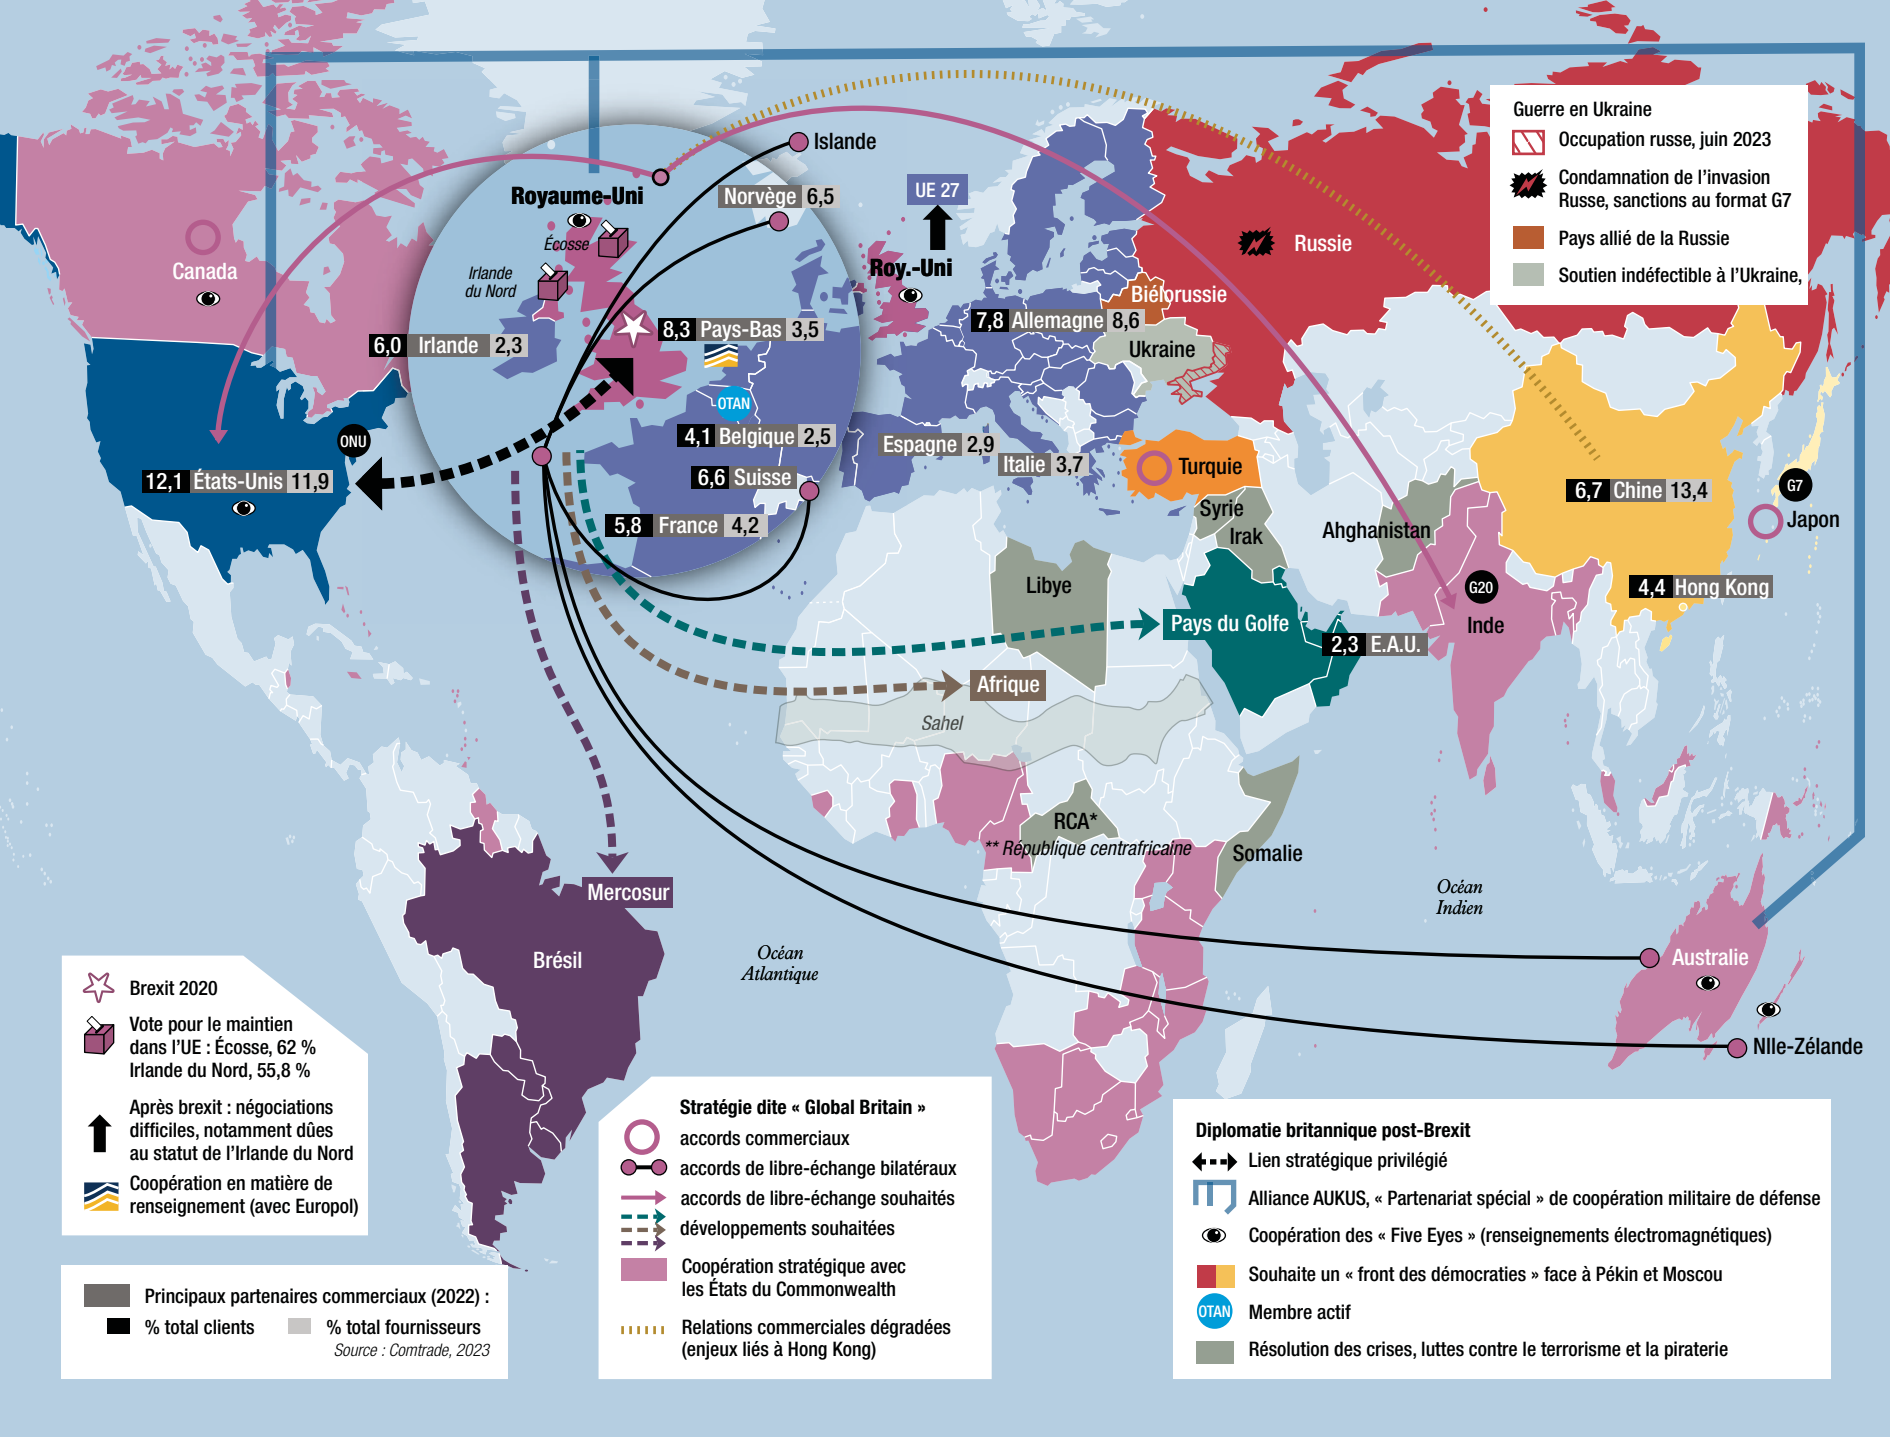 Islande
Norvège 6,5
Royaume-Uni
Écosse
Irlande
du Nord
UE 27
Roy.-Uni
Canada
6,0 Irlande 2,3
8,3 Pays-Bas 3,5
OTAN
4,1 Belgique 2,5
6,6 Suisse
5,8 France 4,2
7,8 Allemagne 8,6
Biélorussie
Ukraine
Russie
Espagne 2,9
Italie 3,7
Turquie
ONU
12,1 États-Unis 11,9
Syrie
Irak
Ahghanistan
6,7 Chine 13,4
G7
Japon
4,4 Hong Kong
G20
Inde
Libye
Pays du Golfe
2,3 E.A.U.
Afrique
Sahel
RCA*
** République centrafricaine
Somalie
Mercosur
Brésil
Océan
Atlantique
Océan
Indien
Australie
Nlle-Zélande
Guerre en Ukraine
Occupation russe, juin 2023
Condamnation de l'invasion
Russe, sanctions au format G7
Pays allié de la Russie
Soutien indéfectible à l'Ukraine,
Brexit 2020
Vote pour le maintien
dans l'UE : Écosse, 62 %
Irlande du Nord, 55,8 %
Après brexit : négociations
difficiles, notamment dûes
au statut de l'Irlande du Nord
Coopération en matière de
renseignement (avec Europol)
Principaux partenaires commerciaux (2022) :
% total clients % total fournisseurs
Source : Comtrade, 2023
Stratégie dite « Global Britain »
accords commerciaux
accords de libre-échange bilatéraux
accords de libre-échange souhaités
développements souhaitées
Coopération stratégique avec
les États du Commonwealth
Relations commerciales dégradées
(enjeux liés à Hong Kong)
Diplomatie britannique post-Brexit
Lien stratégique privilégié
Alliance AUKUS, « Partenariat spécial » de coopération militaire de défense
Coopération des « Five Eyes » (renseignements électromagnétiques)
Souhaite un « front des démocraties » face à Pékin et Moscou
OTAN Membre actif
Résolution des crises, luttes contre le terrorisme et la piraterie